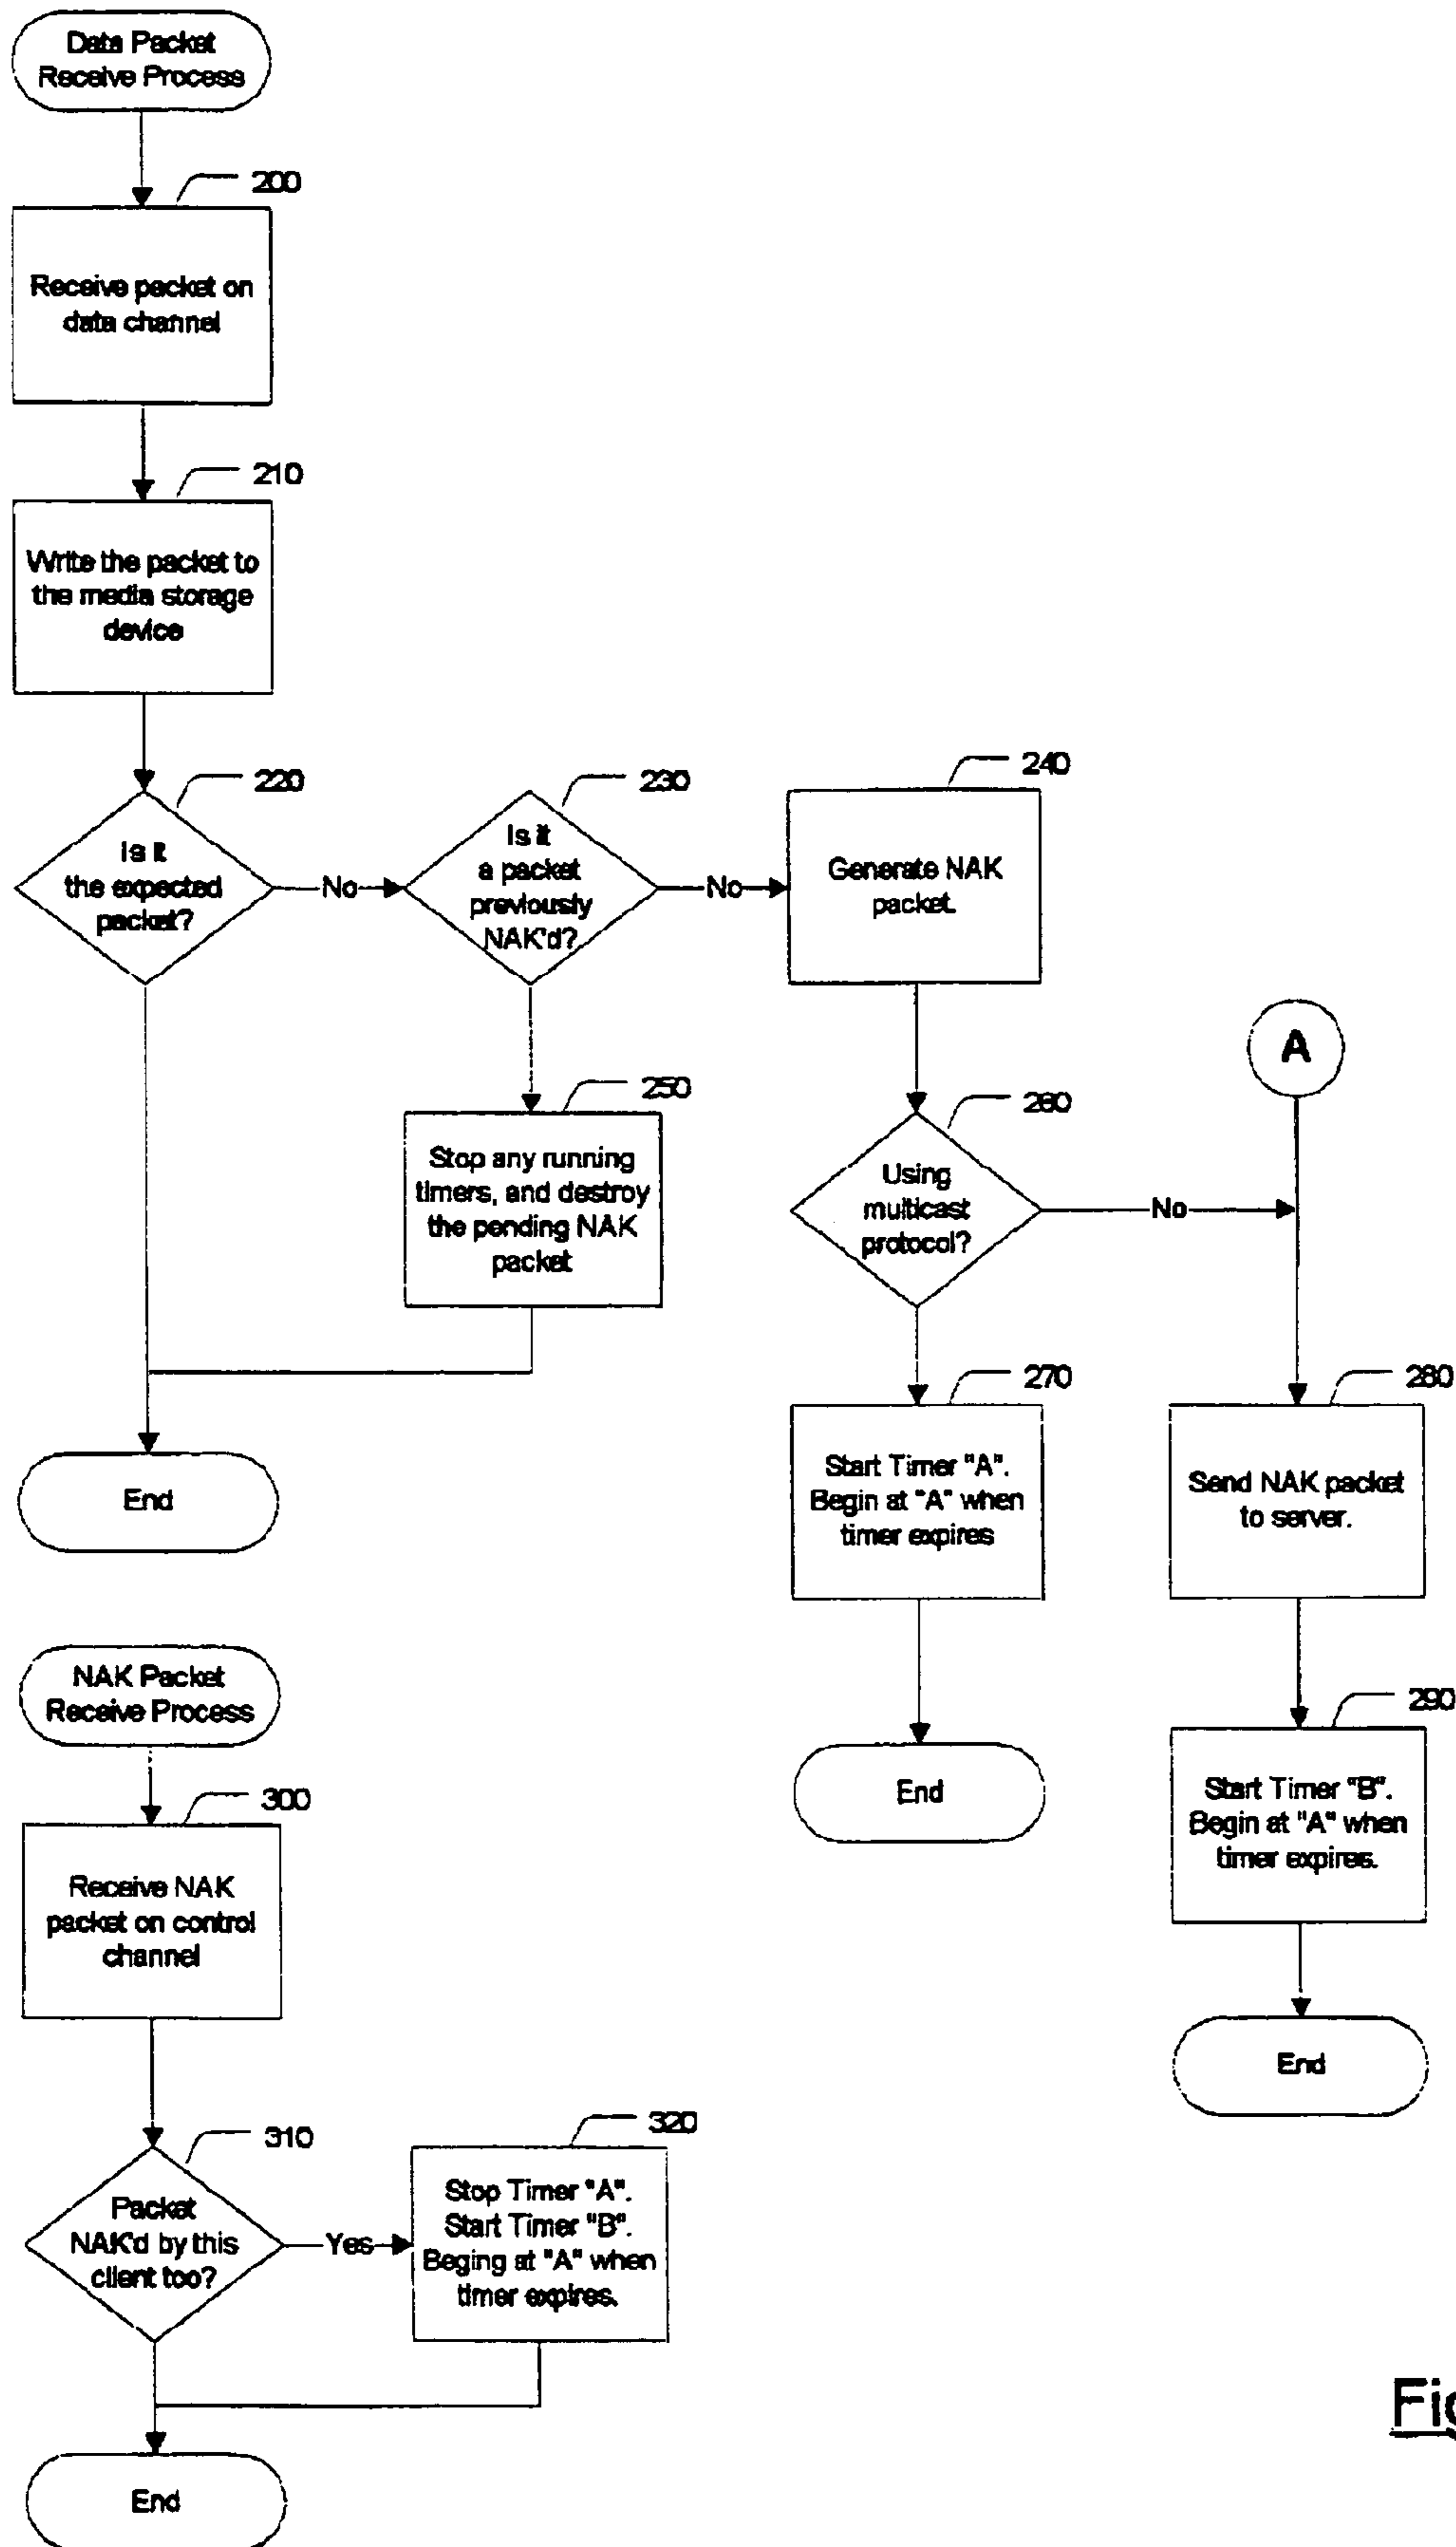 Data Packet
Receive Process
200
Receive packet on
data channel
210
Write the packet to
the media storage
device
220
Is it
the expected
packet?
No
230
Is it
a packet
previously
NAK'd?
No
240
Generate NAK
packet.
250
Stop any running
timers, and destroy
the pending NAK
packet
End
260
Using
multicast
protocol?
No
A
270
Start Timer "A".
Begin at "A" when
timer expires
End
280
Send NAK packet
to server.
290
Start Timer "B".
Begin at "A" when
timer expires.
End
NAK Packet
Receive Process
300
Receive NAK
packet on control
channel
310
Packet
NAK'd by this
client too?
Yes
320
Stop Timer "A".
Start Timer "B".
Beging at "A" when
timer expires.
End